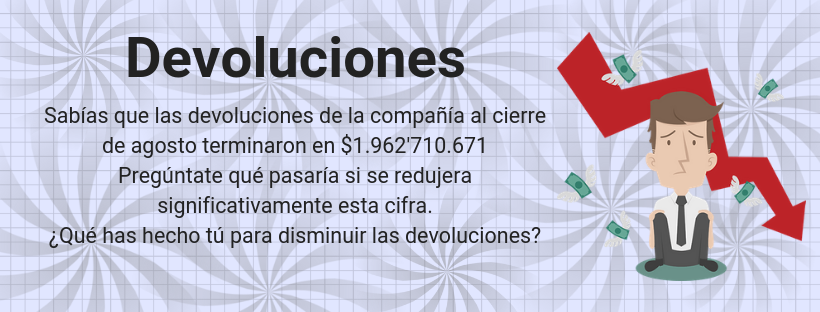 Devoluciones
Sabías que las devoluciones de la compañía al cierre
de agosto terminaron en $1.962'710.671
Pregúntate qué pasaría si se redujera
significativamente esta cifra.
¿Qué has hecho tú para disminuir las devoluciones?